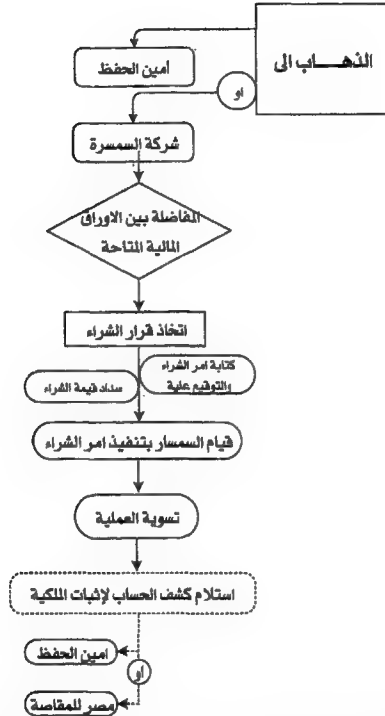 الذهـــاب الى
أمين الحفظ
او
شركة السمسرة
المفاضلة بين الاوراق
المالية المتاحة
اتخاذ قرار الشراء
كتابة امر الشراء
والتوقيع علية
سداد قيمة الشراء
قيام السمسار بتنفيذ امر الشراء
تسوية العملية
استلام كشف الحساب لإثبات الملكية
امين الحفظ
او
مصر للمقاصة